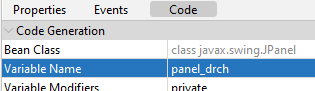 Properties Events Code
Code Generation
Bean Class class javax.swing.JPanel
Variable Name panel_drch
Variable Modifiers private